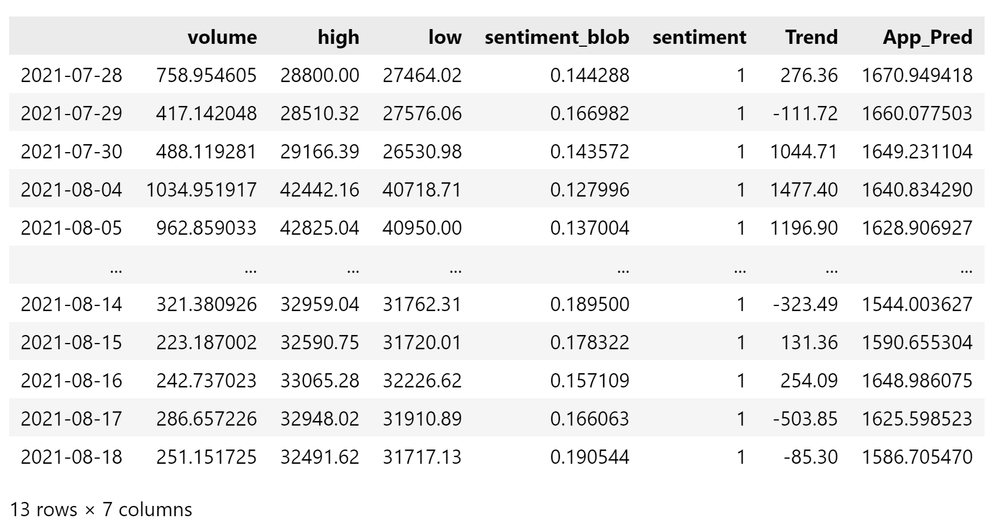 volume high low sentiment_blob sentiment Trend App_Pred
2021-07-28 758.954605 28800.00 27464.02 0.144288 1 276.36 1670.949418
2021-07-29 417.142048 28510.32 27576.06 0.166982 1 -111.72 1660.077503
2021-07-30 488.119281 29166.39 26530.98 0.143572 1 1044.71 1649.231104
2021-08-04 1034.951917 42442.16 40718.71 0.127996 1 1477.40 1640.834290
2021-08-05 962.859033 42825.04 40950.00 0.137004 1 1196.90 1628.906927
... ... ... ... ... ... ... ...
2021-08-14 321.380926 32959.04 31762.31 0.189500 1 -323.49 1544.003627
2021-08-15 223.187002 32590.75 31720.01 0.178322 1 131.36 1590.655304
2021-08-16 242.737023 33065.28 32226.62 0.157109 1 254.09 1648.986075
2021-08-17 286.657226 32948.02 31910.89 0.166063 1 -503.85 1625.598523
2021-08-18 251.151725 32491.62 31717.13 0.190544 1 -85.30 1586.705470
13 rows × 7 columns